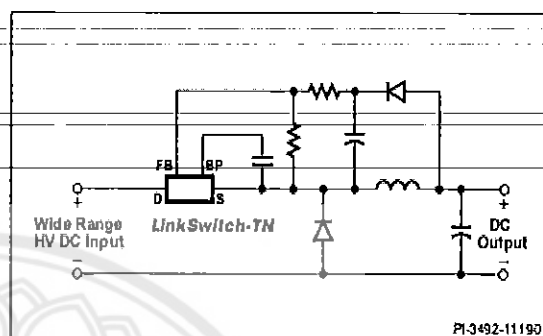 FB BP
D S
+ LinkSwitch-TN +
Wide Range
HV DC Input
DC
Output
PI-3492-11190